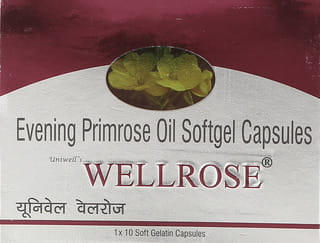 Evening Primrose Oil Softgel Capsules
Uniwell's
WELLROSE®
यूनिवेल वेलरोज
1 x 10 Soft Gelatin Capsules